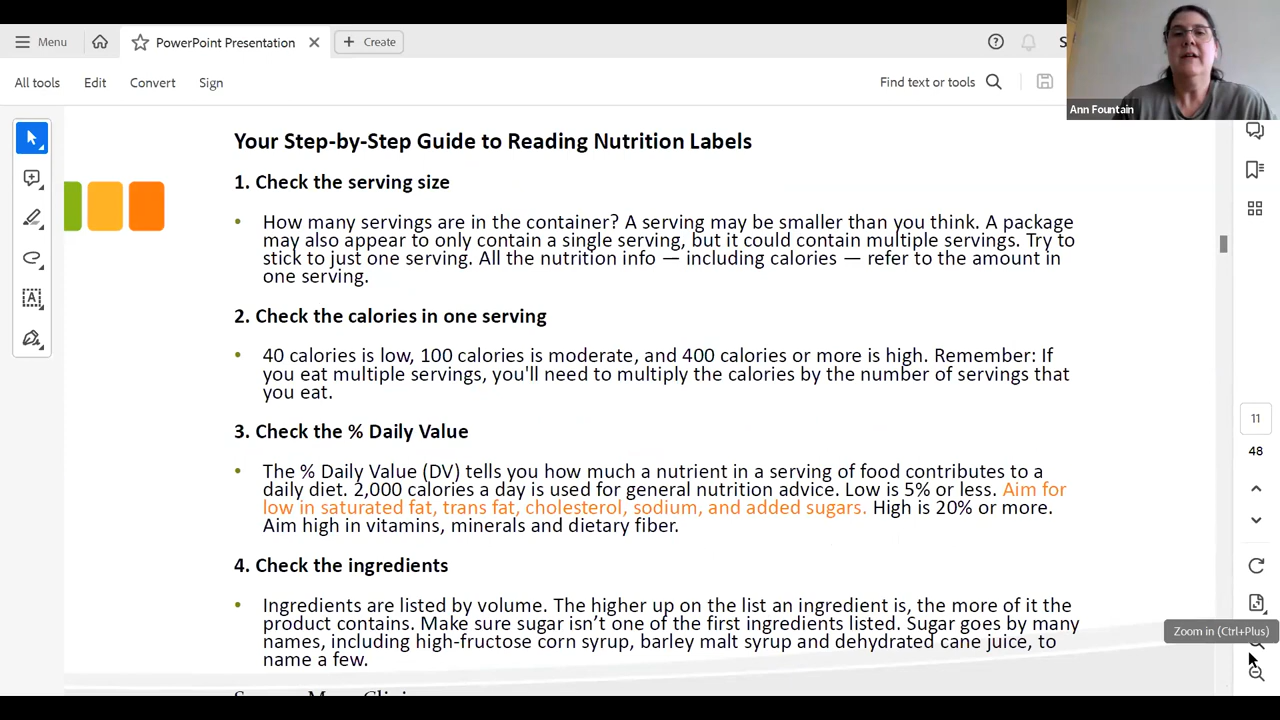 Menu
PowerPoint Presentation
Create
All tools
Edit
Convert
Sign
Find text or tools
S
Ann Fountain
Your Step-by-Step Guide to Reading Nutrition Labels
1. Check the serving size
• How many servings are in the container? A serving may be smaller than you think. A package
may also appear to only contain a single serving, but it could contain multiple servings. Try to
stick to just one serving. All the nutrition info — including calories — refer to the amount in
one serving.
2. Check the calories in one serving
• 40 calories is low, 100 calories is moderate, and 400 calories or more is high. Remember: If
you eat multiple servings, you'll need to multiply the calories by the number of servings that
you eat.
3. Check the % Daily Value
• The % Daily Value (DV) tells you how much a nutrient in a serving of food contributes to a
daily diet. 2,000 calories a day is used for general nutrition advice. Low is 5% or less. Aim for
low in saturated fat, trans fat, cholesterol, sodium, and added sugars. High is 20% or more.
Aim high in vitamins, minerals and dietary fiber.
4. Check the ingredients
• Ingredients are listed by volume. The higher up on the list an ingredient is, the more of it the
product contains. Make sure sugar isn’t one of the first ingredients listed. Sugar goes by many
names, including high-fructose corn syrup, barley malt syrup and dehydrated cane juice, to
name a few.
11
48
Zoom in (Ctrl+Plus)